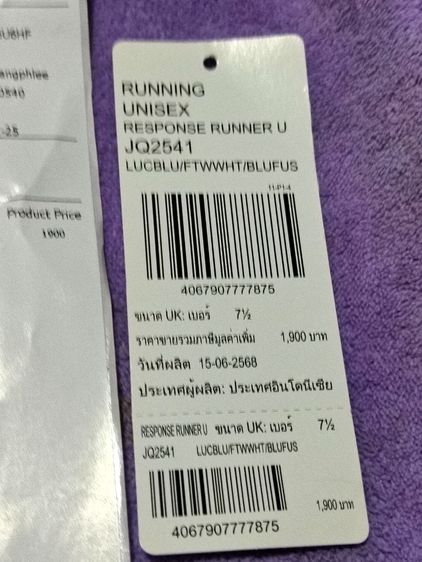 angphlee
0540
-25
Product Price
1000
RUNNING
UNISEX
RESPONSE RUNNER U
JQ2541
LUCBLU/FTWWHT/BLUFUS
11-P1-4
4067907777875
ขนาด UK: เบอร์ 7½
ราคาขายรวมภาษีมูลค่าเพิ่ม 1,900 บาท
วันที่ผลิต 15-06-2568
ประเทศผู้ผลิต: ประเทศอินโดนีเซีย
RESPONSE RUNNER U ขนาด UK: เบอร์ 7½
JQ2541 LUCBLU/FTWWHT/BLUFUS
1,900 บาท
4067907777875